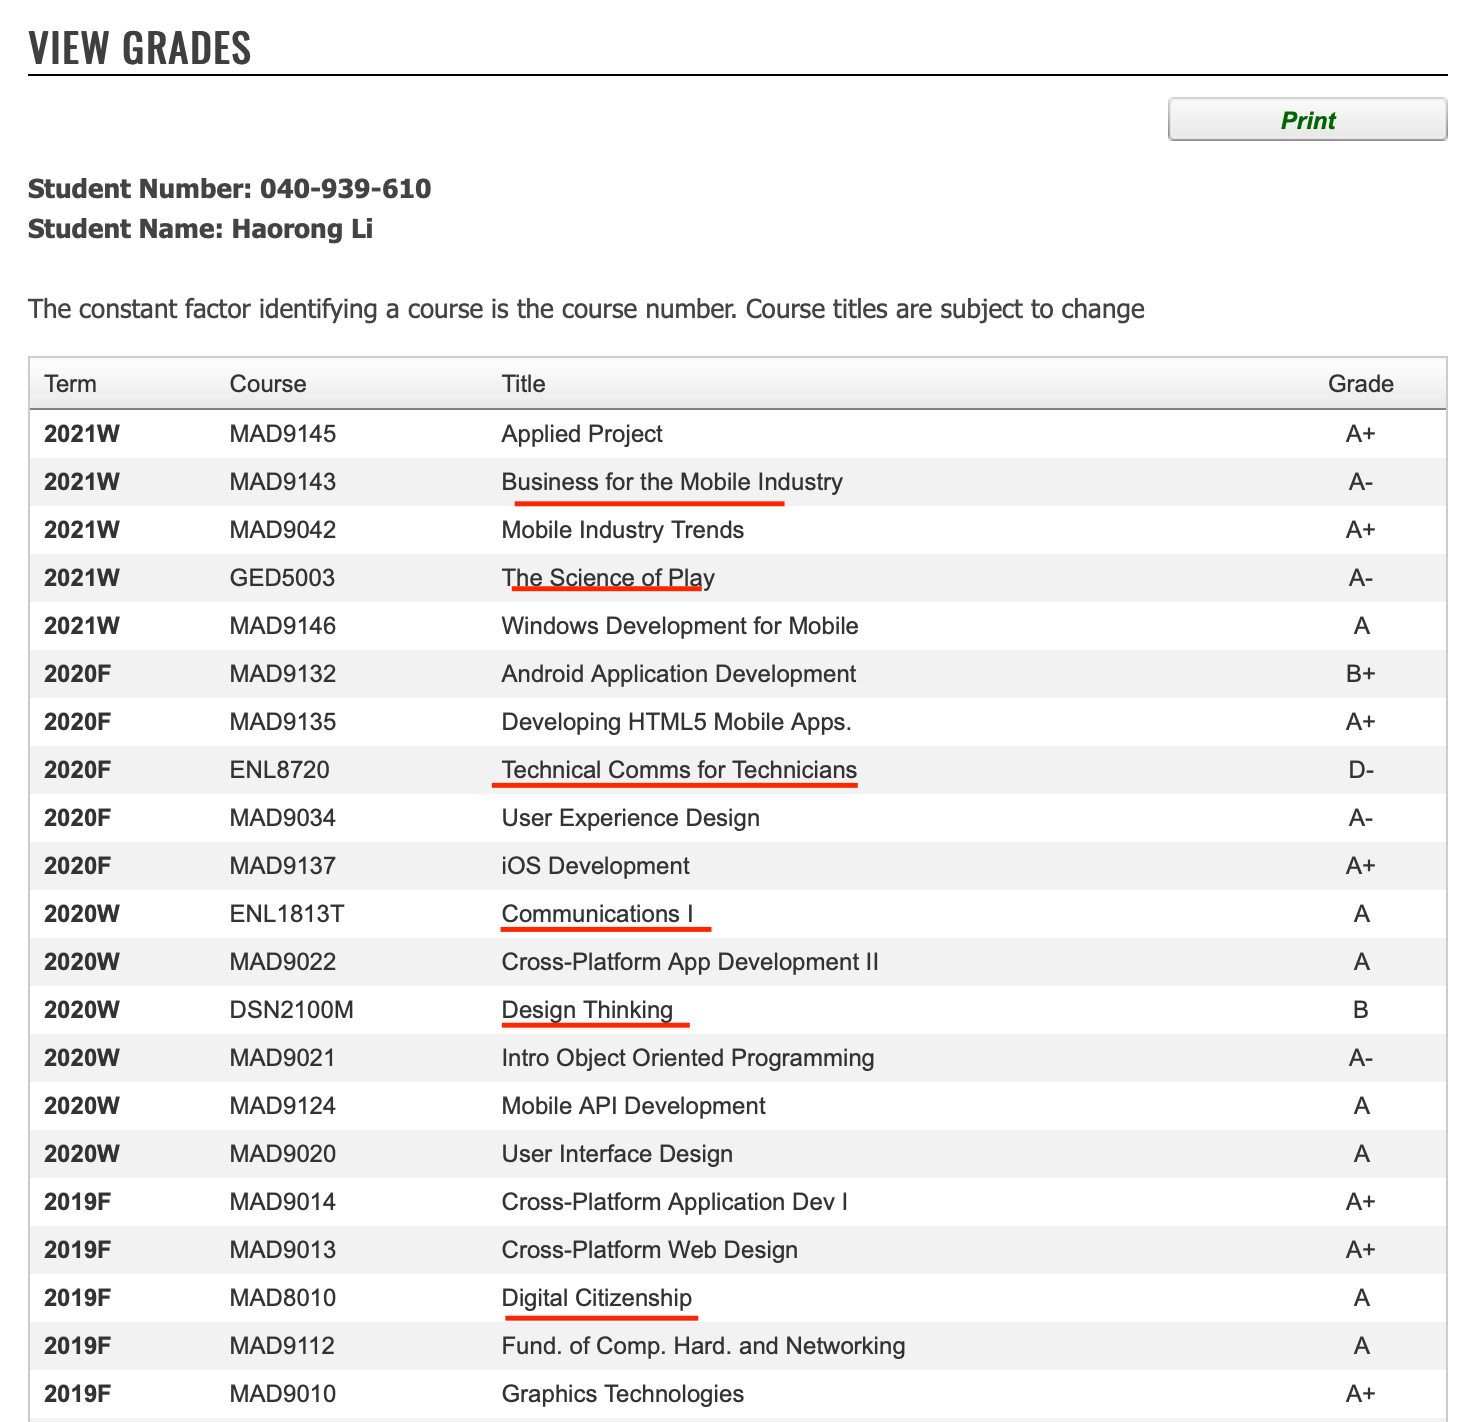 VIEW GRADES
Print
Student Number: 040-939-610
Student Name: Haorong Li
The constant factor identifying a course is the course number. Course titles are subject to change
Term Course Title Grade
2021W MAD9145 Applied Project A+
2021W MAD9143 Business for the Mobile Industry A-
2021W MAD9042 Mobile Industry Trends A+
2021W GED5003 The Science of Play A-
2021W MAD9146 Windows Development for Mobile A
2020F MAD9132 Android Application Development B+
2020F MAD9135 Developing HTML5 Mobile Apps. A+
2020F ENL8720 Technical Comms for Technicians D-
2020F MAD9034 User Experience Design A-
2020F MAD9137 iOS Development A+
2020W ENL1813T Communications I A
2020W MAD9022 Cross-Platform App Development II A
2020W DSN2100M Design Thinking B
2020W MAD9021 Intro Object Oriented Programming A-
2020W MAD9124 Mobile API Development A
2020W MAD9020 User Interface Design A
2019F MAD9014 Cross-Platform Application Dev I A+
2019F MAD9013 Cross-Platform Web Design A+
2019F MAD8010 Digital Citizenship A
2019F MAD9112 Fund. of Comp. Hard. and Networking A
2019F MAD9010 Graphics Technologies A+